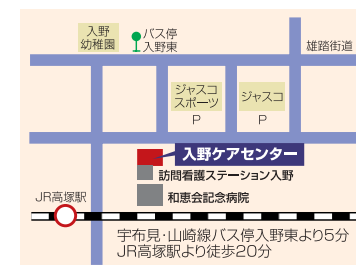 入野
幼稚園
バス停
入野東
雄踏街道
ジャスコ
スポーツ
P
ジャスコ
P
入野ケアセンター
訪問看護ステーション入野
和恵会記念病院
JR高塚駅
宇布見・山崎線バス停入野東より5分
JR高塚駅より徒歩20分